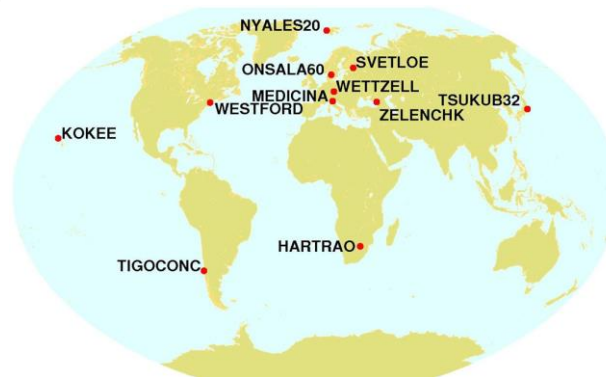 NYALES20
ONSALA60
SVETLOE
WETTZELL
MEDICINA
WESTFORD
ZELENCHK
TSUKUB32
KOKEE
HARTRAO
TIGOCONC